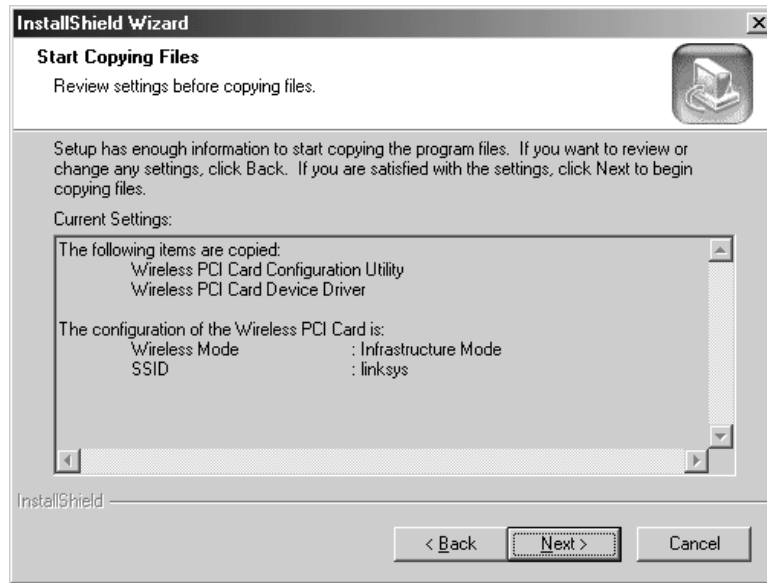 InstallShield Wizard
Start Copying Files
Review settings before copying files.
Setup has enough information to start copying the program files. If you want to review or
change any settings, click Back. If you are satisfied with the settings, click Next to begin
copying files.
Current Settings:
The following items are copied:
Wireless PCI Card Configuration Utility
Wireless PCI Card Device Driver
The configuration of the Wireless PCI Card is:
Wireless Mode : Infrastructure Mode
SSID : linksys
InstallShield
< Back Next > Cancel